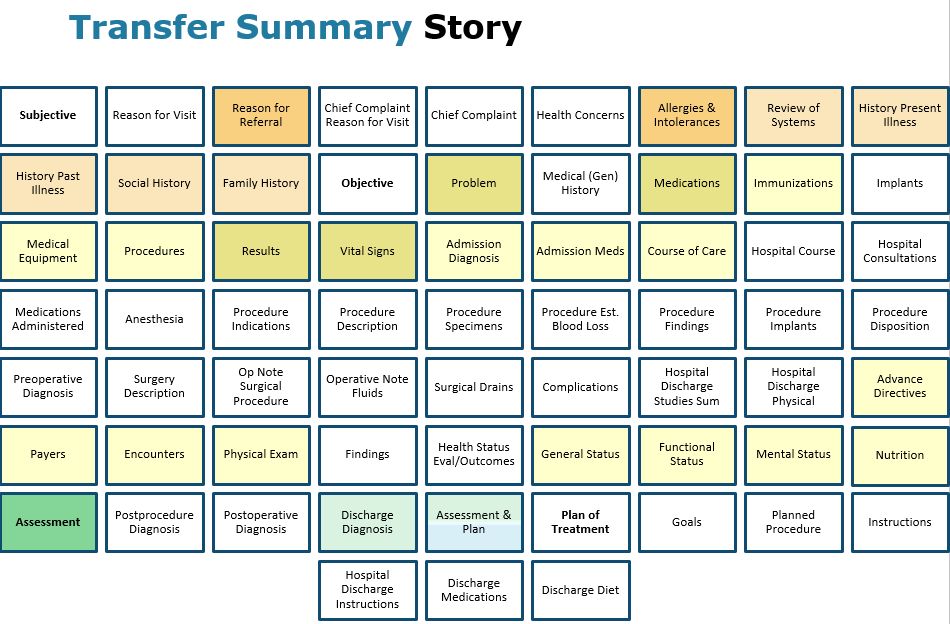 Transfer Summary Story
Subjective
Reason for Visit
Reason for
Referral
Chief Complaint
Reason for Visit
Chief Complaint
Health Concerns
Allergies &
Intolerances
Review of
Systems
History Present
Illness
History Past
Illness
Social History
Family History
Objective
Problem
Medical (Gen)
History
Medications
Immunizations
Implants
Medical
Equipment
Procedures
Results
Vital Signs
Admission
Diagnosis
Admission Meds
Course of Care
Hospital Course
Hospital
Consultations
Medications
Administered
Anesthesia
Procedure
Indications
Procedure
Description
Procedure
Specimens
Procedure Est.
Blood Loss
Procedure
Findings
Procedure
Implants
Procedure
Disposition
Preoperative
Diagnosis
Surgery
Description
Op Note
Surgical
Procedure
Operative Note
Fluids
Surgical Drains
Complications
Hospital
Discharge
Studies Sum
Hospital
Discharge
Physical
Advance
Directives
Payers
Encounters
Physical Exam
Findings
Health Status
Eval/Outcomes
General Status
Functional
Status
Mental Status
Nutrition
Assessment
Postprocedure
Diagnosis
Postoperative
Diagnosis
Discharge
Diagnosis
Assessment &
Plan
Plan of
Treatment
Goals
Planned
Procedure
Instructions
Hospital
Discharge
Instructions
Discharge
Medications
Discharge Diet